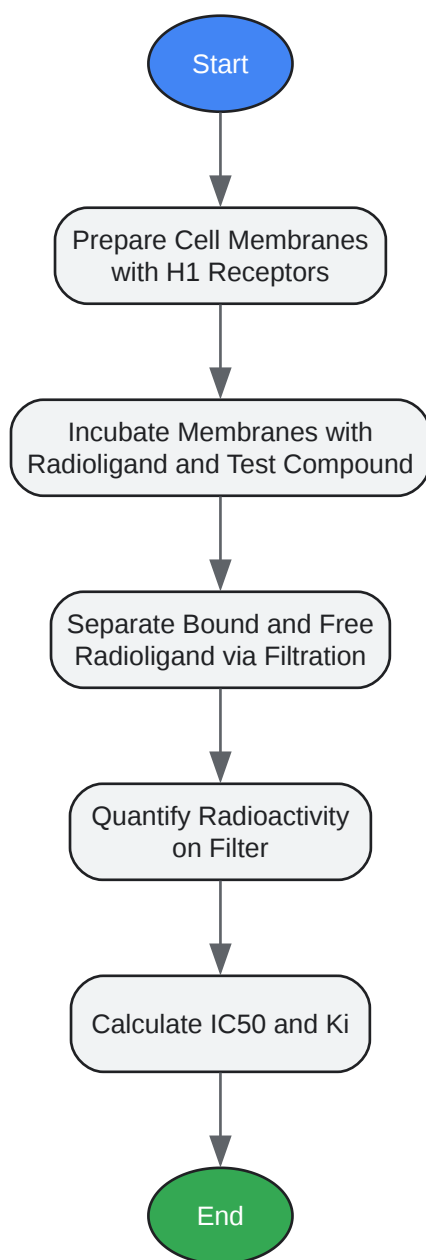 Start
Prepare Cell Membranes
with H1 Receptors
Incubate Membranes with
Radioligand and Test Compound
Separate Bound and Free
Radioligand via Filtration
Quantify Radioactivity
on Filter
Calculate IC50 and Ki
End